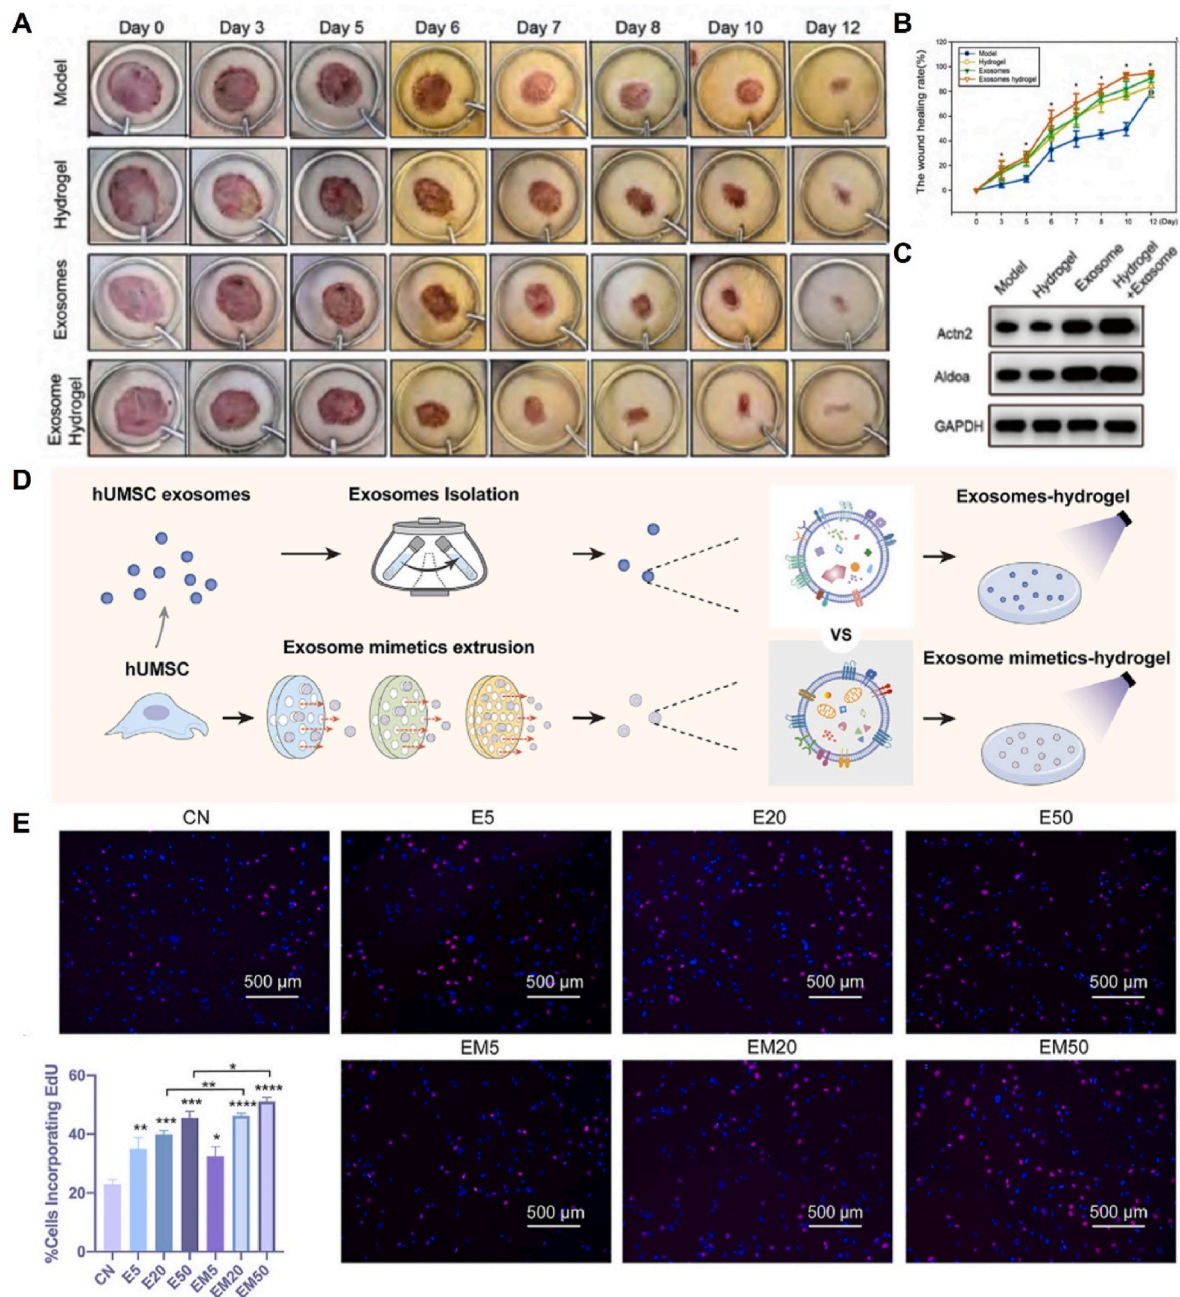 A
Day 0 Day 3 Day 5 Day 6 Day 7 Day 8 Day 10 Day 12
Model
Hydrogel
Exosomes
Exosome
Hydrogel
B
The wound healing rate(%)
120
100
80
60
40
20
0
Model
Hydrogel
Exosomes
Exosomes hydrogel
* * * * * * *
0 3 5 6 7 8 10 12 (Day)
C
Model Hydrogel Exosome Hydrogel
+Exosome
Actn2
Aldoa
GAPDH
D
hUMSC exosomes
Exosomes Isolation
Exosomes-hydrogel
VS
hUMSC
Exosome mimetics extrusion
Exosome mimetics-hydrogel
E
CN E5 E20 E50
500 µm 500 µm 500 µm 500 µm
EM5 EM20 EM50
500 µm 500 µm 500 µm
%Cells Incorporating EdU
60
40
20
0
*
**
** *** *** * **** ****
CN E5 E20 E50 EM5 EM20 EM50